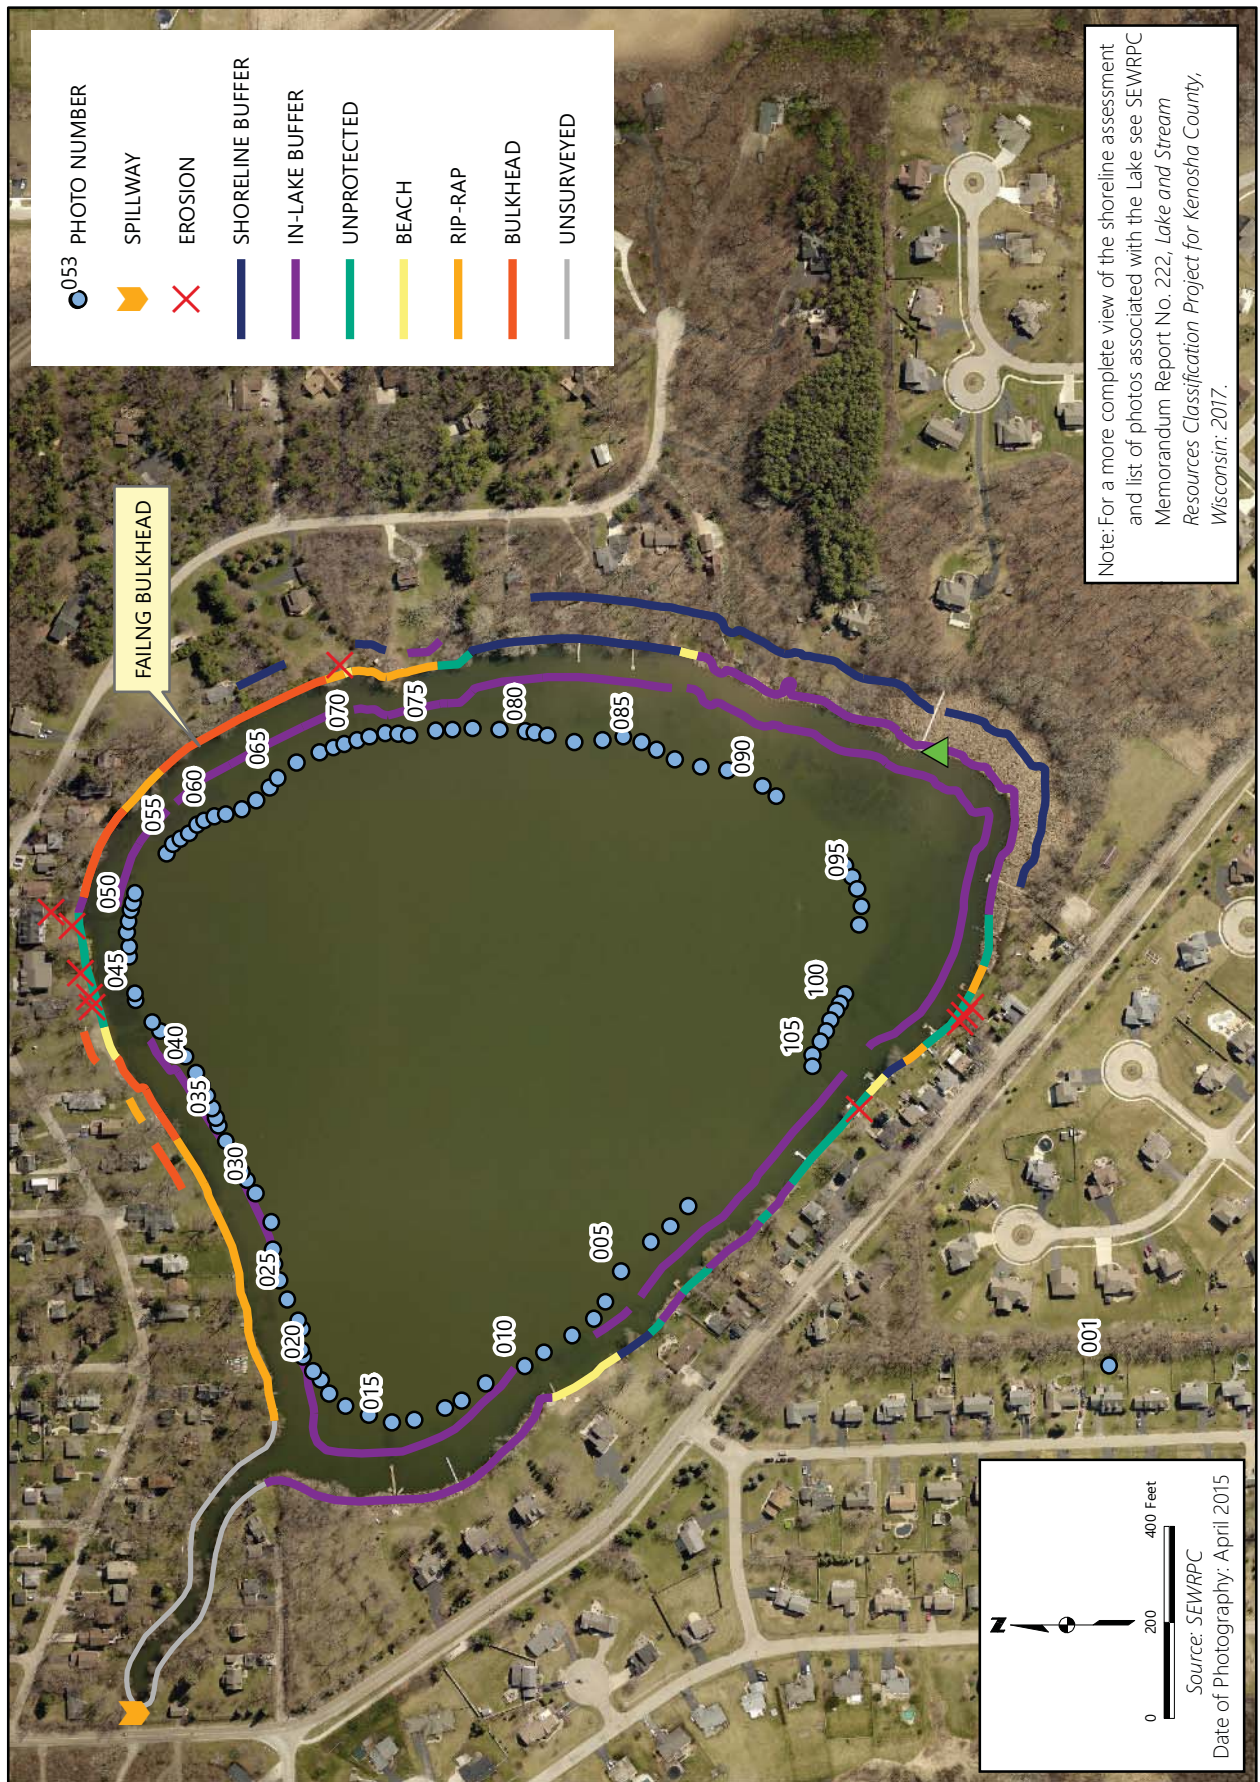 053 PHOTO NUMBER
SPILLWAY
EROSION
SHORELINE BUFFER
IN-LAKE BUFFER
UNPROTECTED
BEACH
RIP-RAP
BULKHEAD
UNSURVEYED
FAILNG BULKHEAD
Note: For a more complete view of the shoreline assessment
and list of photos associated with the Lake see SEWRPC
Memorandum Report No. 222, Lake and Stream
Resources Classification Project for Kenosha County,
Wisconsin: 2017.
001
005
010
015
020
025
030
035
040
045
050
055
060
065
070
075
080
085
090
095
100
105
N
0 200 400 Feet
Source: SEWRPC
Date of Photography: April 2015